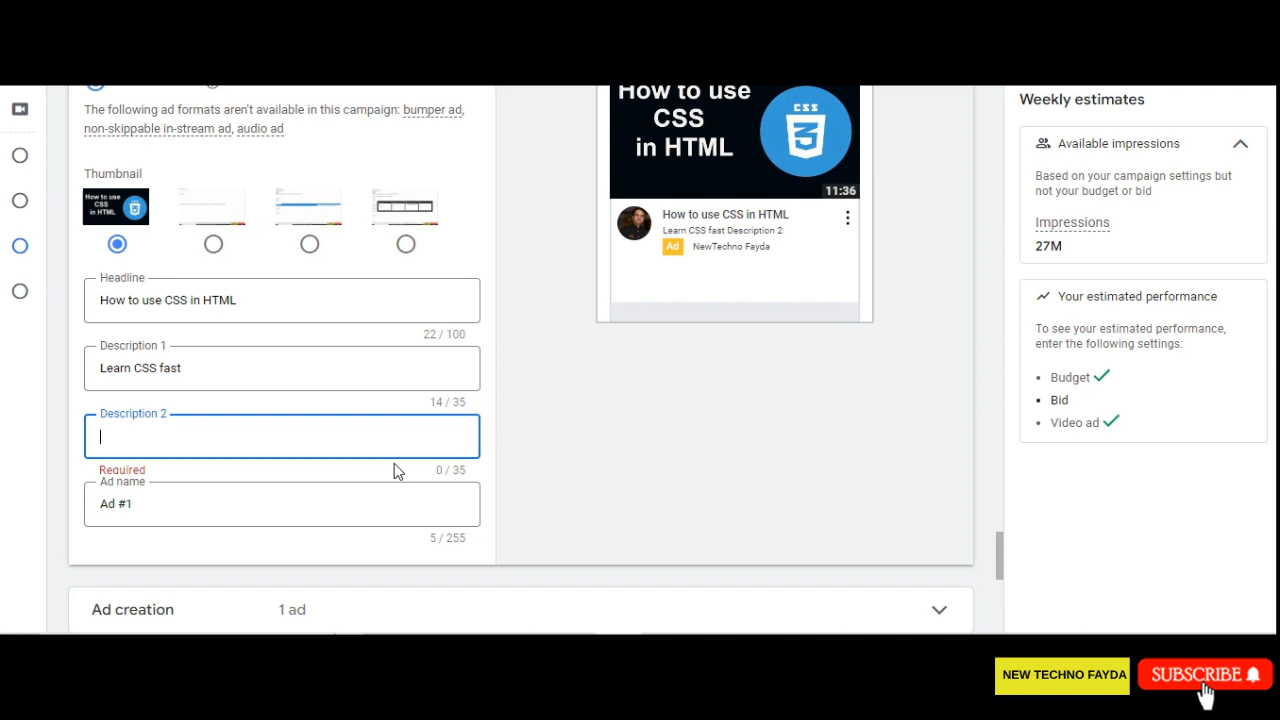 The following ad formats aren't available in this campaign: bumper ad,
non-skippable in-stream ad, audio ad
Thumbnail
How to use
CSS
in HTML
Headline
How to use CSS in HTML
22 / 100
Description 1
Learn CSS fast
14 / 35
Description 2
Required
0 / 35
Ad name
Ad #1
5 / 255
Ad creation
1 ad
How to use
CSS
in HTML
CSS
3
11:36
How to use CSS in HTML
Learn CSS fast Description 2
Ad NewTechno Fayda
Weekly estimates
Available impressions
Based on your campaign settings but
not your budget or bid
Impressions
27M
Your estimated performance
To see your estimated performance,
enter the following settings:
• Budget
• Bid
• Video ad
NEW TECHNO FAYDA
SUBSCRIBE